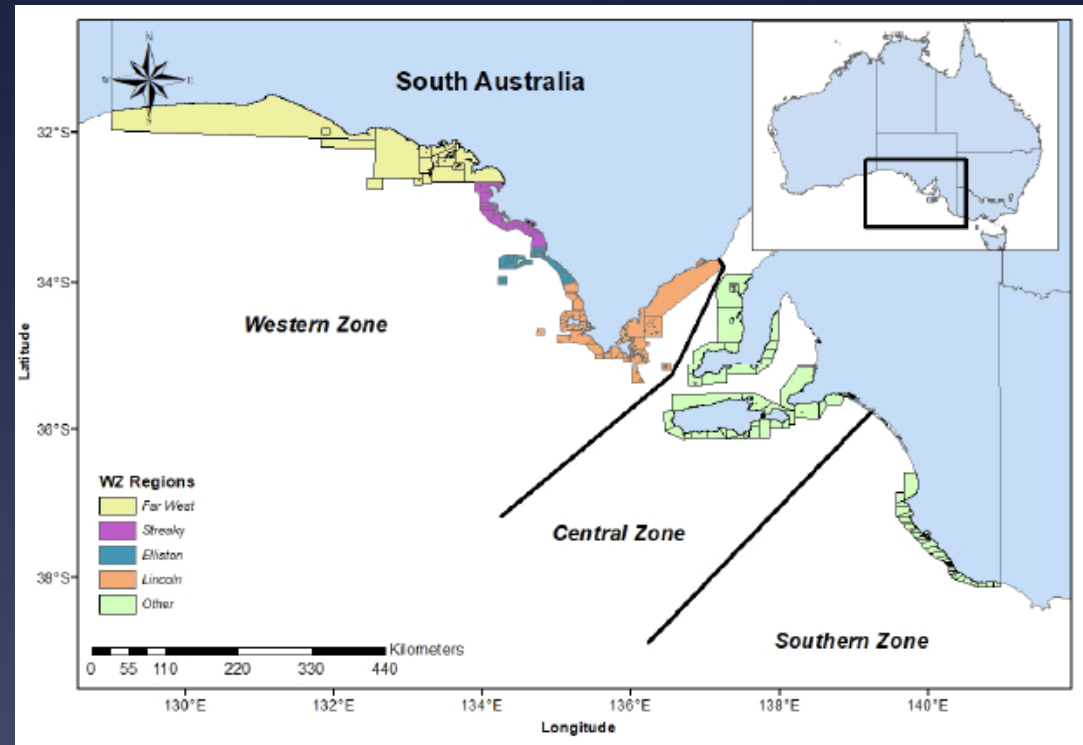 N
W
E
S
South Australia
32°S
34°S
36°S
38°S
Latitude
Western Zone
Central Zone
Southern Zone
WZ Regions
Far West
Streaky
Elliston
Lincoln
Other
Kilometers
0 55 110 220 330 440
130°E 132°E 134°E 136°E 138°E 140°E
Longitude